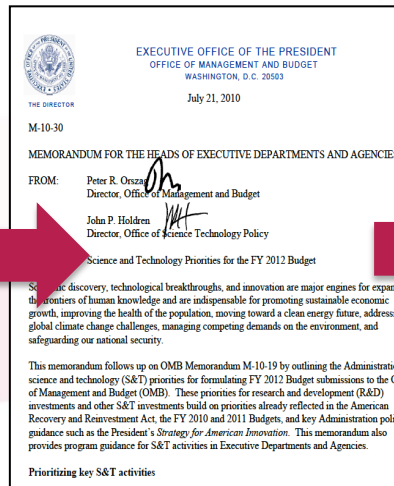 EXECUTIVE OFFICE OF THE PRESIDENT
OFFICE OF MANAGEMENT AND BUDGET
WASHINGTON, D.C. 20503
THE DIRECTOR
July 21, 2010
M-10-30
MEMORANDUM FOR THE HEADS OF EXECUTIVE DEPARTMENTS AND AGENCIES
FROM: Peter R. Orszag
Director, Office of Management and Budget
John P. Holdren
Director, Office of Science Technology Policy
Science and Technology Priorities for the FY 2012 Budget
discovery, technological breakthroughs, and innovation are major engines for
the frontiers of human knowledge and are indispensable for promoting sustainable economic
growth, improving the health of the population, moving toward a clean energy future,
global climate change challenges, managing competing demands on the environment, and
safeguarding our national security.
This memorandum follows up on OMB Memorandum M-10-19 by outlining the
science and technology (S&T) priorities for formulating FY 2012 Budget submissions to the
of Management and Budget (OMB). These priorities for research and development (R&D)
investments and other S&T investments build on priorities already reflected in the American
Recovery and Reinvestment Act, the FY 2010 and 2011 Budgets, and key Administration
guidance such as the President's Strategy for American Innovation. This memorandum also
provides program guidance for S&T activities in Executive Departments and Agencies.
Prioritizing key S&T activities